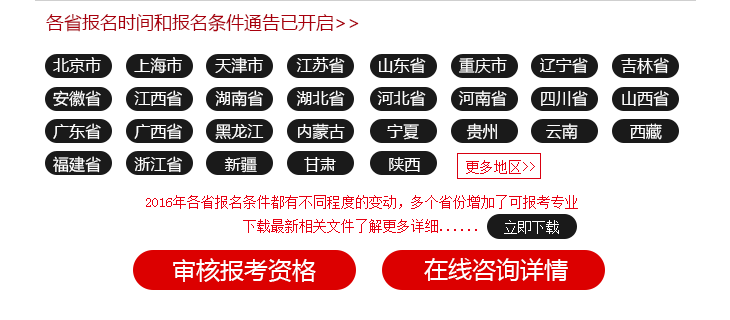 各省报名时间和报名条件通告已开启>>
北京市 上海市 天津市 江苏省 山东省 重庆市 辽宁省 吉林省
安徽省 江西省 湖南省 湖北省 河北省 河南省 四川省 山西省
广东省 广西省 黑龙江 内蒙古 宁夏 贵州 云南 西藏
福建省 浙江省 新疆 甘肃 陕西 更多地区>>
2016年各省报名条件都有不同程度的变动，多个省份增加了可报考专业
下载最新相关文件了解更多详细...... 立即下载
审核报考资格 在线咨询详情